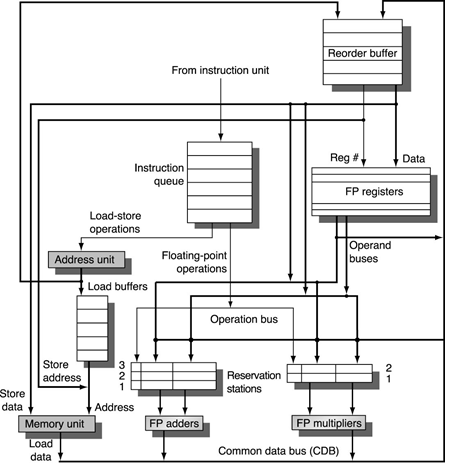 Reorder buffer
From instruction unit
Reg #
Data
Instruction
queue
FP registers
Load-store
operations
Operand
buses
Address unit
Floating-point
operations
Load buffers
Operation bus
Store
address
3
2
1
Reservation
stations
2
1
Store
data
Address
Memory unit
FP adders
FP multipliers
Load
data
Common data bus (CDB)